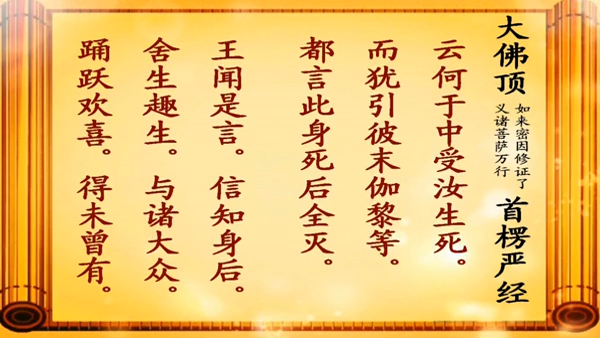 大佛顶
如来密因修证了
义诸菩萨万行
首楞严经
云何于中受汝生死。
而犹引彼末伽黎等。
都言此身死后全灭。
王闻是言。信知身后。
舍生趣生。与诸大众。
踊跃欢喜。得未曾有。